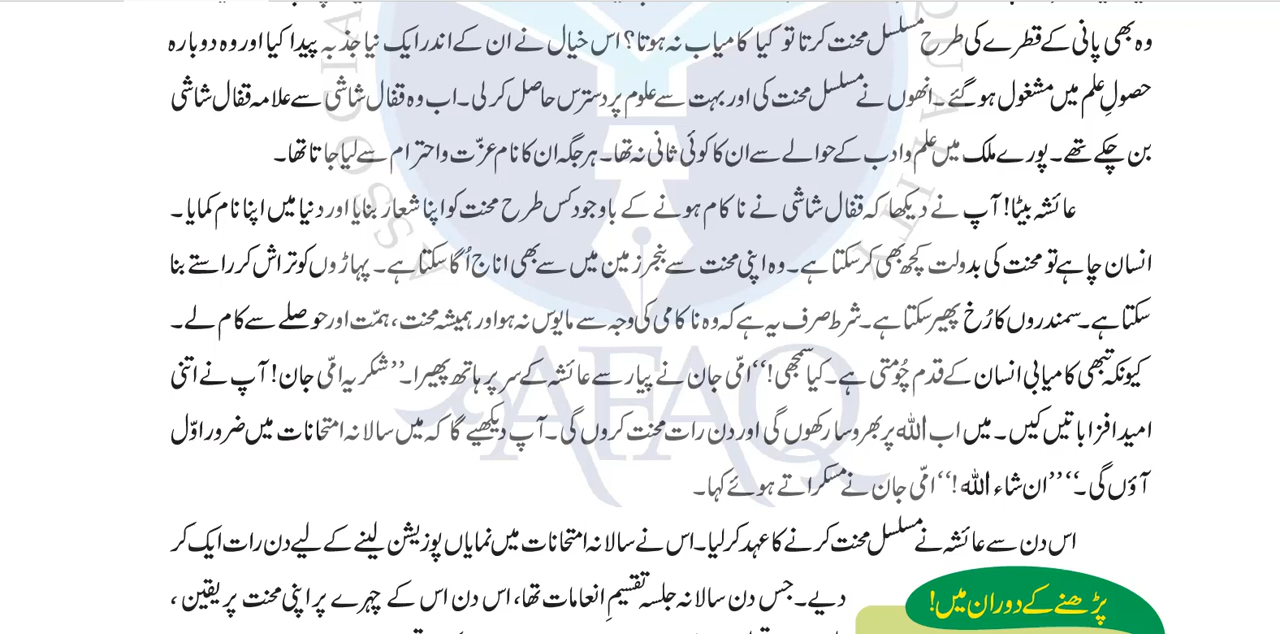 وہ بھی پانی کے قطرے کی طرح مسلسل محنت کرتا تو کیا کامیاب نہ ہوتا؟ اس خیال نے ان کے اندر ایک نیا جذبہ پیدا کیا اور وہ دوبارہ
حصولِ علم میں مشغول ہو گئے۔ انھوں نے مسلسل محنت کی اور بہت سے علوم پر دسترس حاصل کر لی۔ اب وہ قفال شاشی سے علامہ قفال شاشی
بن چکے تھے۔ پورے ملک میں علم و ادب کے حوالے سے ان کا کوئی ثانی نہ تھا۔ ہر جگہ ان کا نام عزّت و احترام سے لیا جاتا تھا۔
عائشہ بیٹا! آپ نے دیکھا کہ قفال شاشی نے ناکام ہونے کے باوجود کس طرح محنت کو اپنا شعار بنایا اور دنیا میں اپنا نام کمایا۔
انسان چاہے تو محنت کی بدولت کچھ بھی کر سکتا ہے۔ وہ اپنی محنت سے بنجر زمین میں سے بھی اناج اُگا سکتا ہے۔ پہاڑوں کو تراش کر راستے بنا
سکتا ہے۔ سمندروں کا رُخ پھیر سکتا ہے۔ شرط صرف یہ ہے کہ وہ ناکامی کی وجہ سے مایوس نہ ہو اور ہمیشہ محنت، ہمّت اور حوصلے سے کام لے۔
کیونکہ تبھی کامیابی انسان کے قدم چُومتی ہے۔ کیا سمجھی!‘‘ امّی جان نے پیار سے عائشہ کے سر پر ہاتھ پھیرا۔ ’’شکریہ امّی جان! آپ نے اتنی
امید افزا باتیں کیں۔ میں اب اللہ پر بھروسا رکھوں گی اور دن رات محنت کروں گی۔ آپ دیکھیے گا کہ میں سالانہ امتحانات میں ضرور اوّل
آؤں گی۔‘‘ ’’ان شاء اللہ!‘‘ امّی جان نے مسکراتے ہوئے کہا۔
اس دن سے عائشہ نے مسلسل محنت کرنے کا عہد کر لیا۔ اس نے سالانہ امتحانات میں نمایاں پوزیشن لینے کے لیے دن رات ایک کر
دیے۔ جس دن سالانہ جلسہ تقسیمِ انعامات تھا، اس دن اس کے چہرے پر اپنی محنت پر یقین،
پڑھنے کے دوران میں!
AFAQ